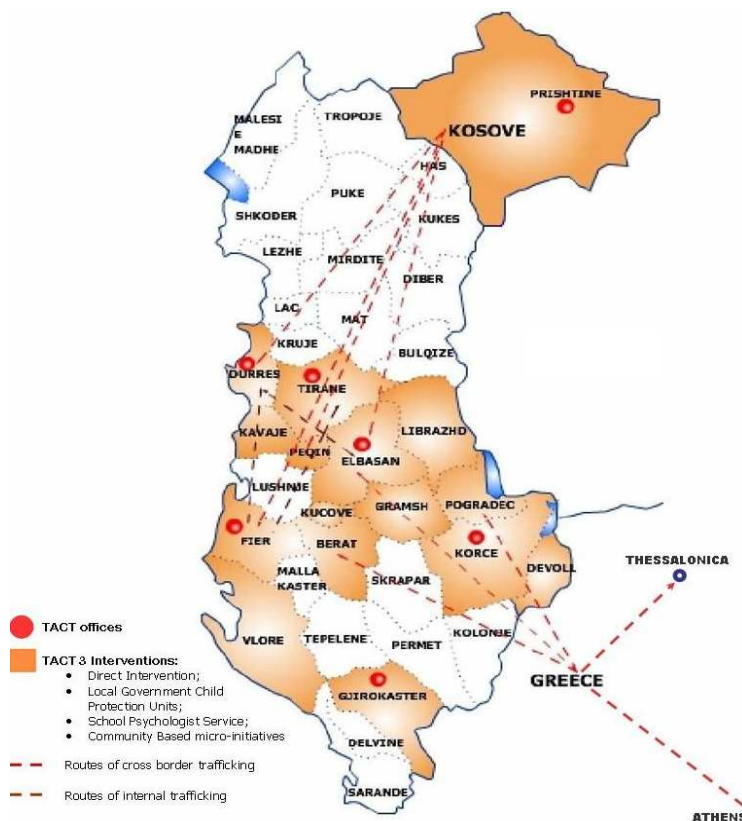 PRISHTINE
KOSOVE
MALESI
E
MADHE
TROPOJE
HAS
PUKE
SHKODER
KUKES
LEZHE
MIRDITE
DIBER
LAC
MAT
KRUJE
BULQIZE
DURRES
TIRANE
KAVAJE
LIBRAZHD
PEQIN
ELBASAN
LUSHNJE
KUCOVE
GRAMSH
POGRADEC
FIER
BERAT
KORCE
DEVOLL
THESSALONICA
MALLA
KASTER
SKRAPAR
VLORE
TEPELENE
PERMET
KOLONJE
GREECE
GJIROKASTER
DELVINE
SARANDE
ATHENS
TACT offices
TACT 3 Interventions:
• Direct Intervention;
• Local Government Child
Protection Units;
• School Psychologist Service;
• Community Based micro-initiatives
Routes of cross border trafficking
Routes of internal trafficking